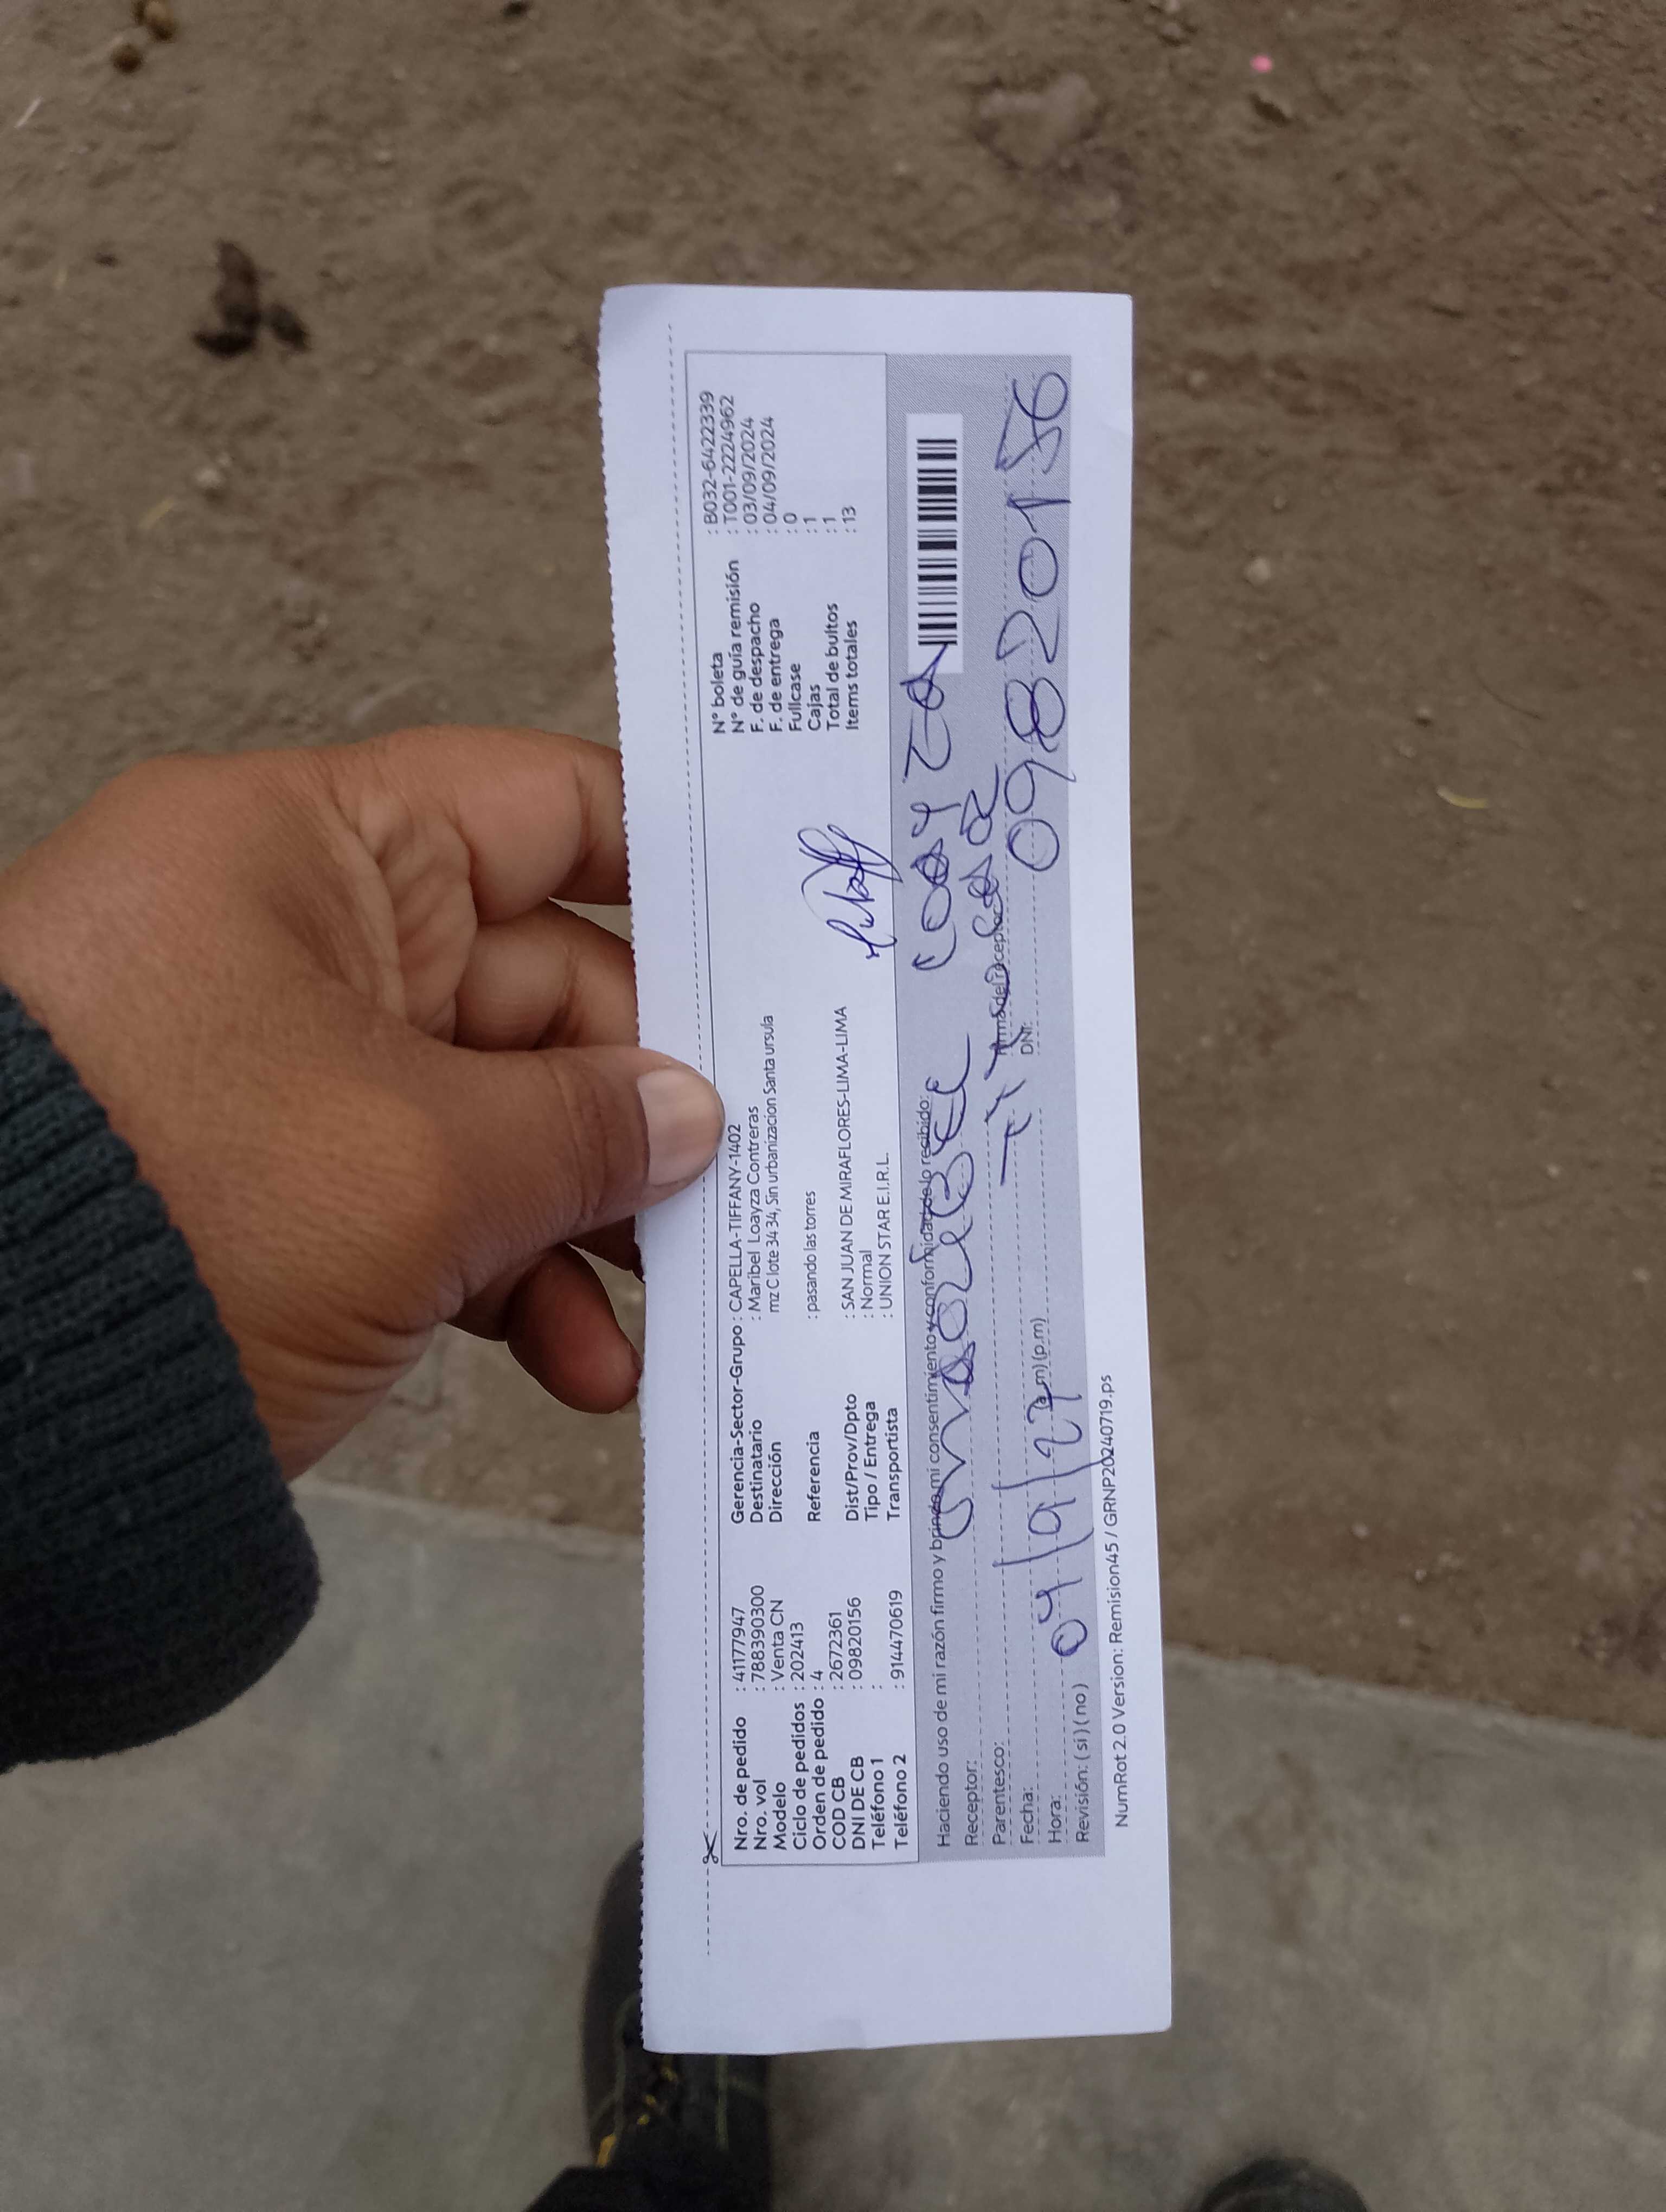 Nro. de pedido : 41177947
Nro. vol : 788390300
Modelo : Venta CN
Ciclo de pedidos : 202413
Orden de pedido : 4
COD CB : 2672361
DNI DE CB : 09820156
Teléfono 1 :
Teléfono 2 : 914470619
Gerencia-Sector-Grupo : CAPELLA-TIFFANY-1402
Destinatario : Maribel Loayza Contreras
Dirección mz C lote 34 34, Sin urbanizacion Santa ursula
Referencia : pasando las torres
Dist/Prov/Dpto : SAN JUAN DE MIRAFLORES-LIMA-LIMA
Tipo / Entrega : Normal
Transportista : UNION STAR E.I.R.L.
N° boleta : B032-6422339
N° de guía remisión : T001-22224962
F. de despacho : 03/09/2024
F. de entrega : 04/09/2024
Fullcase : 0
Cajas : 1
Total de bultos : 1
Items totales : 13
Haciendo uso de mi razón firmo y brindo mi consentimiento y conformidad de lo recibido:
Receptor: Maribel Loayza
Parentesco:
Firma del receptor
Fecha: 04/9/24
DNI: 09820156
Hora: (a.m) (p.m)
Revisión: ( si ) ( no )
NumRot 2.0 Version: Remision45 / GRNP20240719.ps